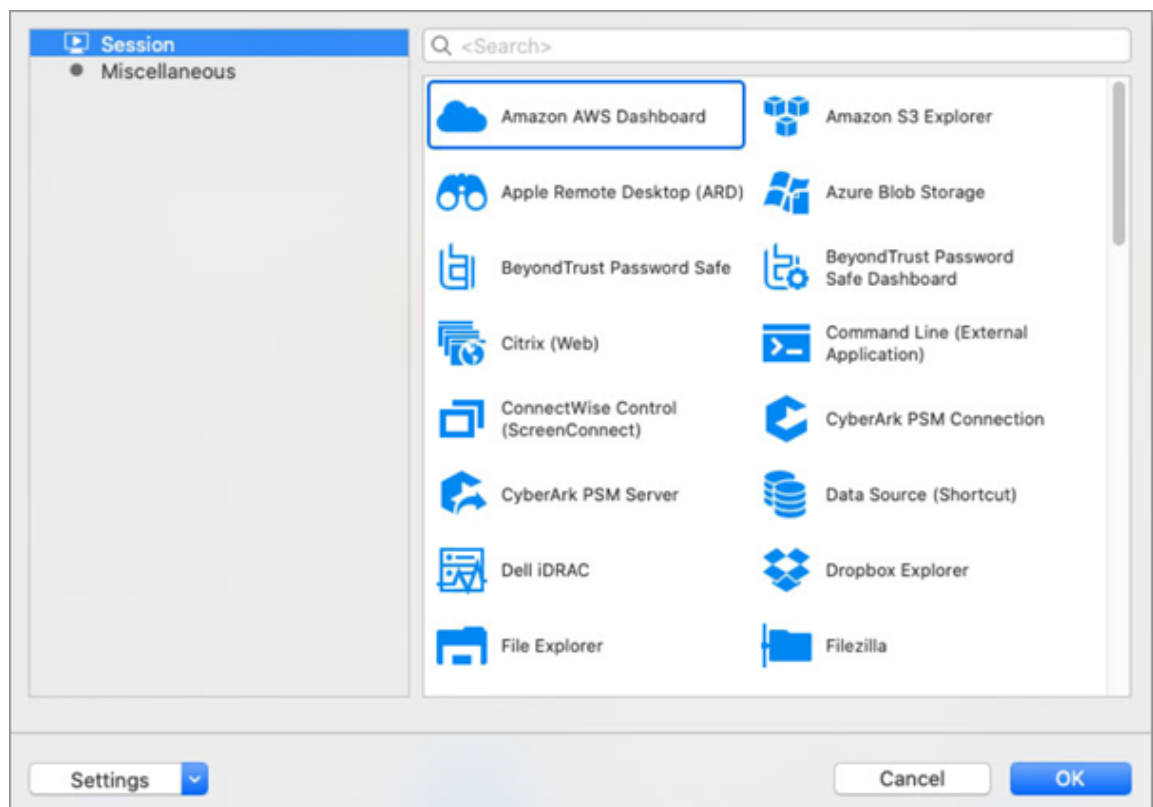 Session
Miscellaneous
<Search>
Amazon AWS Dashboard
Amazon S3 Explorer
Apple Remote Desktop (ARD)
Azure Blob Storage
BeyondTrust Password Safe
BeyondTrust Password
Safe Dashboard
Citrix (Web)
Command Line (External
Application)
ConnectWise Control
(ScreenConnect)
CyberArk PSM Connection
CyberArk PSM Server
Data Source (Shortcut)
Dell iDRAC
Dropbox Explorer
File Explorer
Filezilla
Settings
Cancel
OK